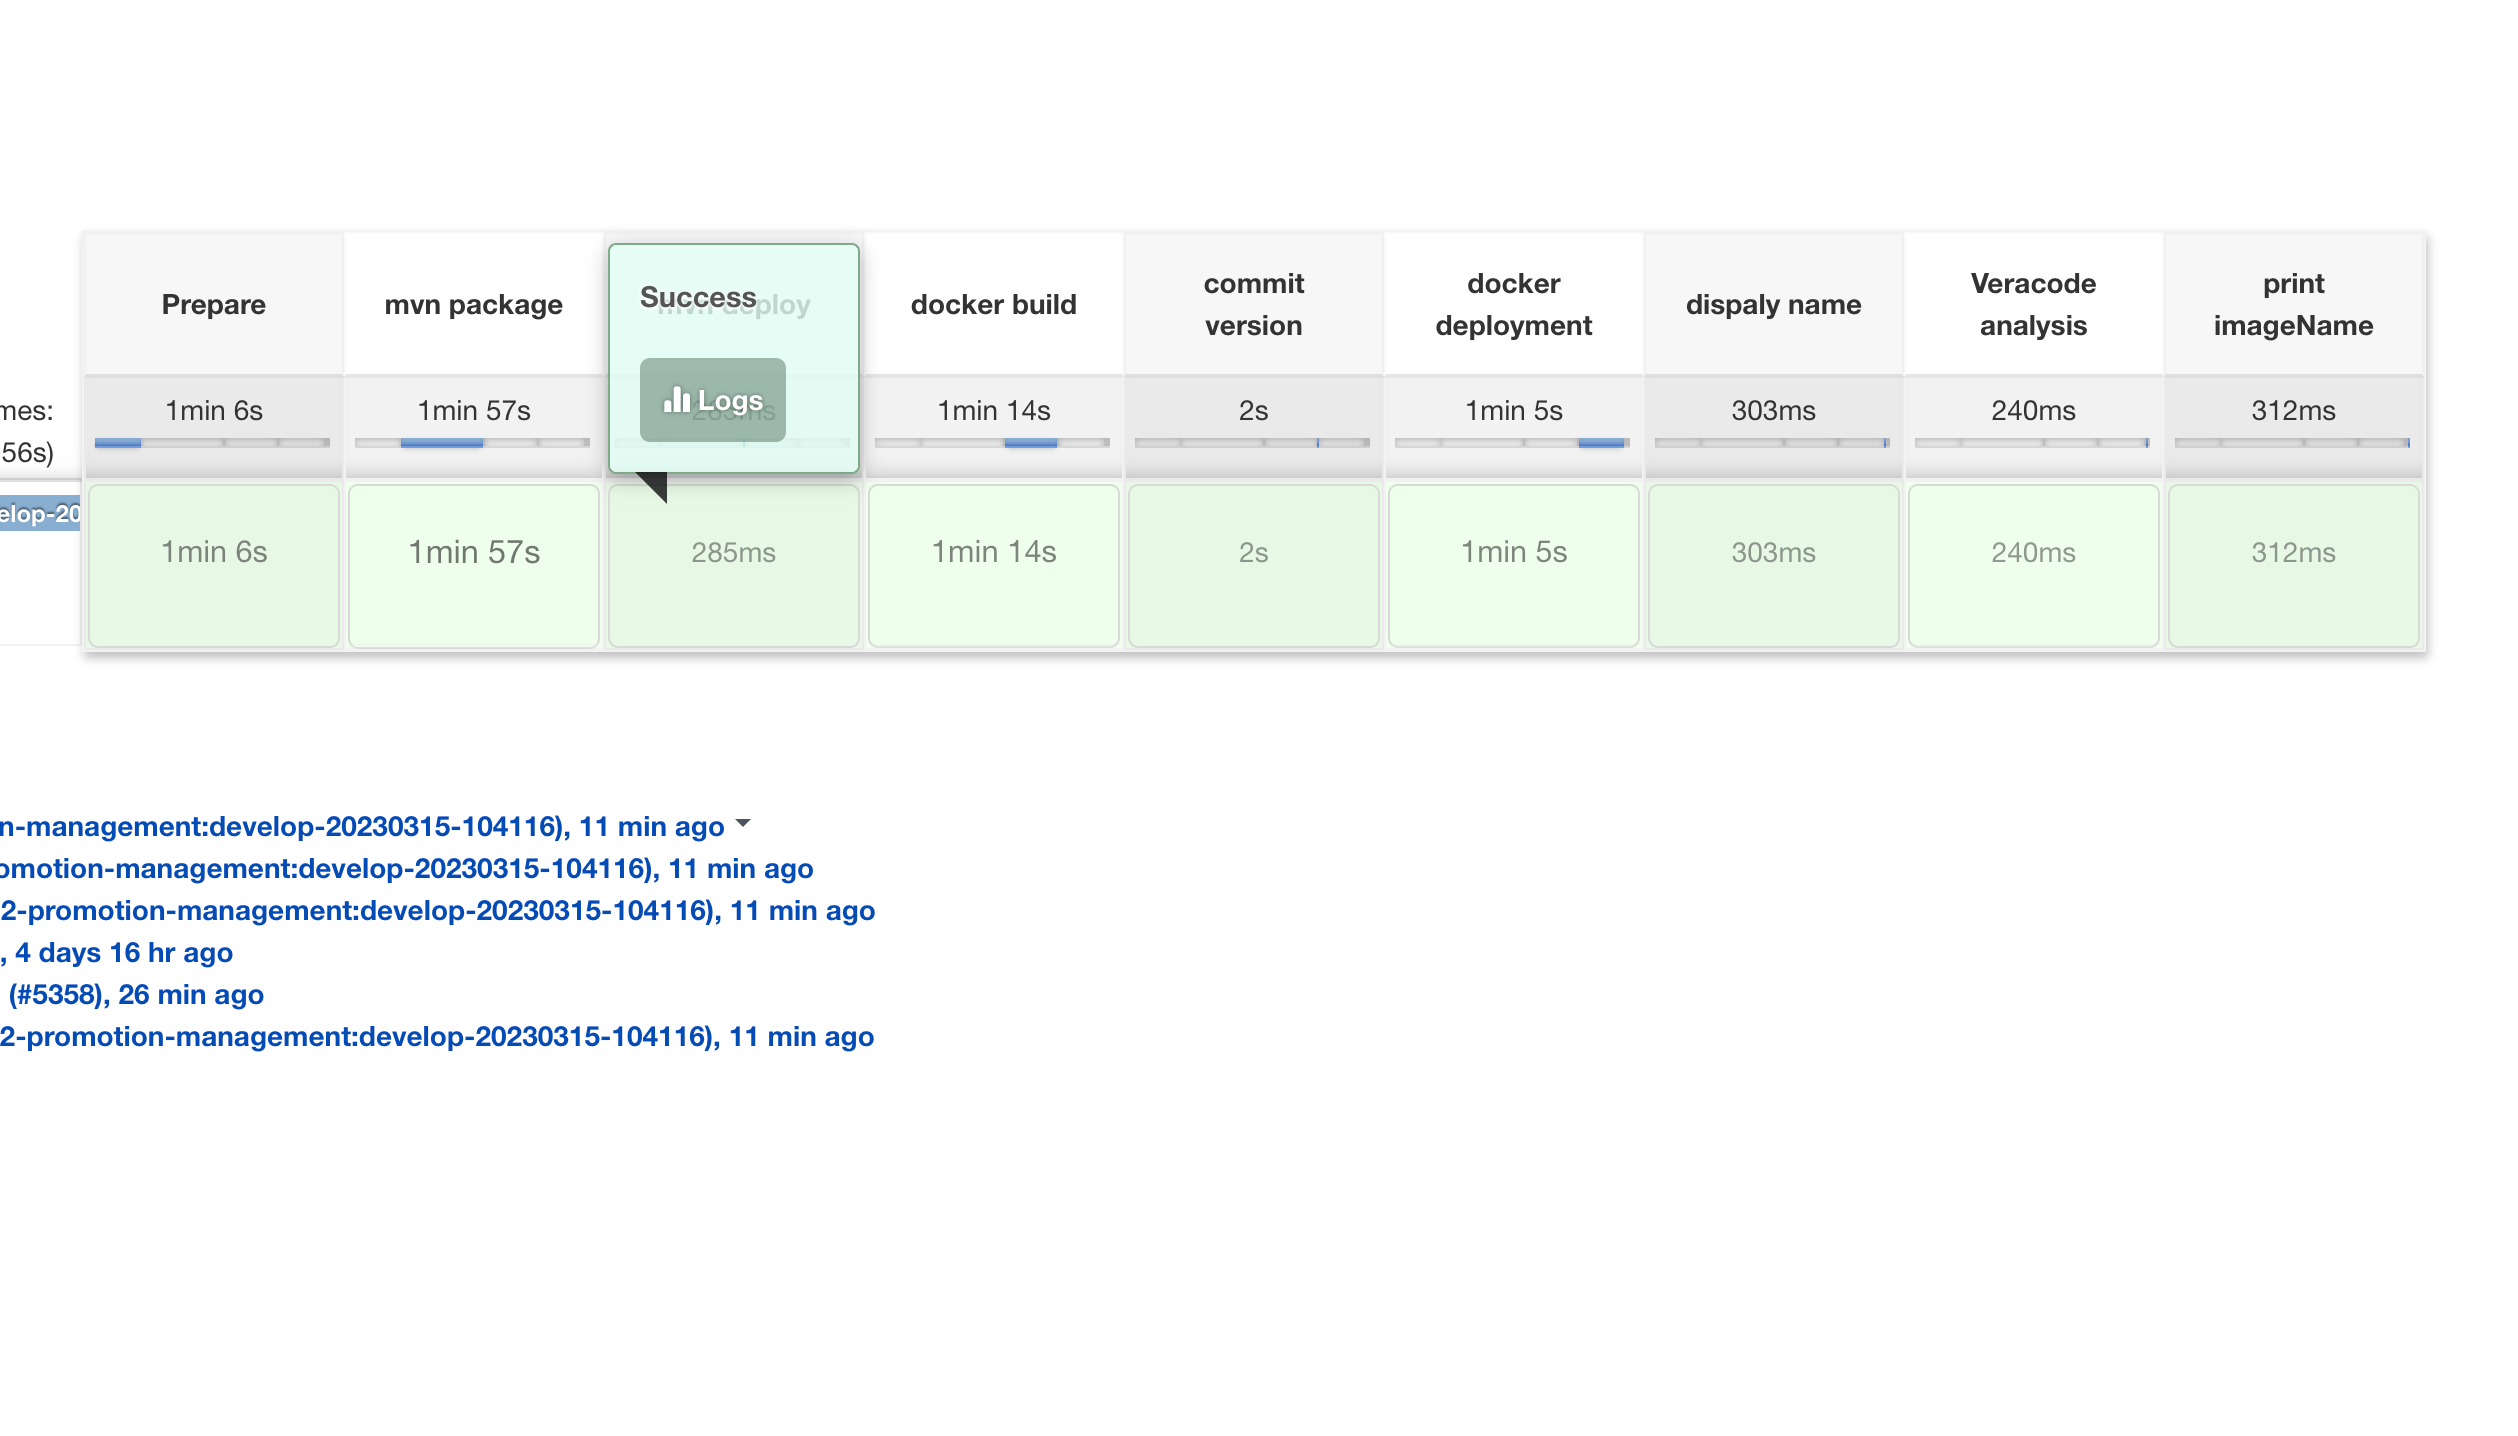 Prepare
mvn package
Success
mvn deploy
docker build
commit
version
docker
deployment
dispaly name
Veracode
analysis
print
imageName
Logs
mes:
56s)
1min 6s
1min 57s
285ms
1min 14s
2s
1min 5s
303ms
240ms
312ms
elop-20
1min 6s
1min 57s
285ms
1min 14s
2s
1min 5s
303ms
240ms
312ms
n-management:develop-20230315-104116), 11 min ago
omotion-management:develop-20230315-104116), 11 min ago
2-promotion-management:develop-20230315-104116), 11 min ago
, 4 days 16 hr ago
(#5358), 26 min ago
2-promotion-management:develop-20230315-104116), 11 min ago